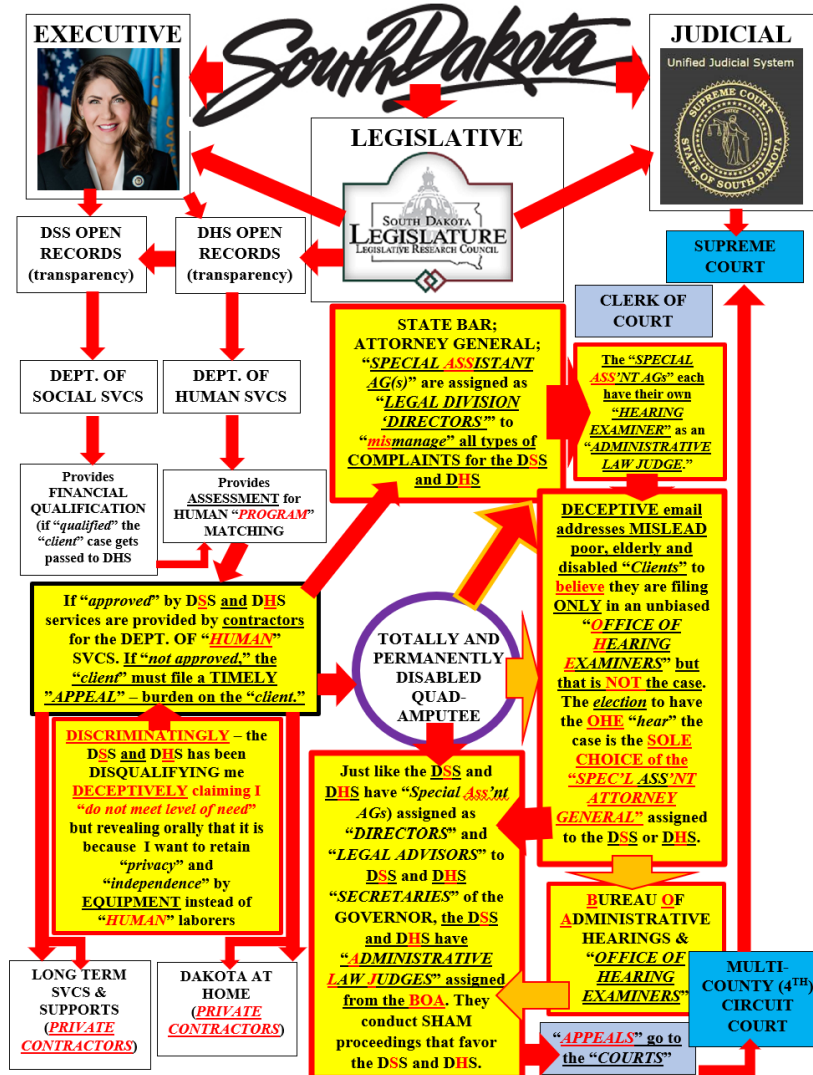 EXECUTIVE
South Dakota
JUDICIAL
Unified Judicial System
SUPREME COURT
STATE OF SOUTH DAKOTA
LEGISLATIVE
SOUTH DAKOTA
LEGISLATURE
LEGISLATIVE RESEARCH COUNCIL
DSS OPEN
RECORDS
(transparency)
DHS OPEN
RECORDS
(transparency)
SUPREME
COURT
CLERK OF
COURT
STATE BAR;
ATTORNEY GENERAL;
“SPECIAL ASSISTANT
AG(s)” are assigned as
“LEGAL DIVISION
‘DIRECTORS’” to
“mismanage” all types of
COMPLAINTS for the DSS
and DHS
The “SPECIAL
ASS’NT AGs” each
have their own
“HEARING
EXAMINER” as an
“ADMINISTRATIVE
LAW JUDGE.”
DEPT. OF
SOCIAL SVCS
DEPT. OF
HUMAN SVCS
Provides
FINANCIAL
QUALIFICATION
(if “qualified” the
“client” case gets
passed to DHS
Provides
ASSESSMENT for
HUMAN “PROGRAM”
MATCHING
DECEPTIVE email
addresses MISLEAD
poor, elderly and
disabled “Clients” to
believe they are filing
ONLY in an unbiased
“OFFICE OF
HEARING
EXAMINERS” but
that is NOT the case.
The election to have
the OHE “hear” the
case is the SOLE
CHOICE of the
“SPEC’L ASS’NT
ATTORNEY
GENERAL” assigned
to the DSS or DHS.
If “approved” by DSS and DHS
services are provided by contractors
for the DEPT. OF “HUMAN”
SVCS. If “not approved,” the
“client” must file a TIMELY
”APPEAL” – burden on the “client.”
TOTALLY AND
PERMANENTLY
DISABLED
QUAD-
AMPUTEE
DISCRIMINATINGLY – the
DSS and DHS has been
DISQUALIFYING me
DECEPTIVELY claiming I
“do not meet level of need”
but revealing orally that it is
because I want to retain
“privacy” and
“independence” by
EQUIPMENT instead of
“HUMAN” laborers
Just like the DSS and
DHS have “Special Ass’nt
AGs) assigned as
“DIRECTORS” and
“LEGAL ADVISORS” to
DSS and DHS
“SECRETARIES” of the
GOVERNOR, the DSS
and DHS have
“ADMINISTRATIVE
LAW JUDGES” assigned
from the BOA. They
conduct SHAM
proceedings that favor
the DSS and DHS.
BUREAU OF
ADMINISTRATIVE
HEARINGS &
“OFFICE OF
HEARING
EXAMINERS”
LONG TERM
SVCS &
SUPPORTS
(PRIVATE
CONTRACTORS)
DAKOTA AT
HOME
(PRIVATE
CONTRACTORS)
MULTI-
COUNTY (4TH)
CIRCUIT
COURT
“APPEALS” go to
the “COURTS”